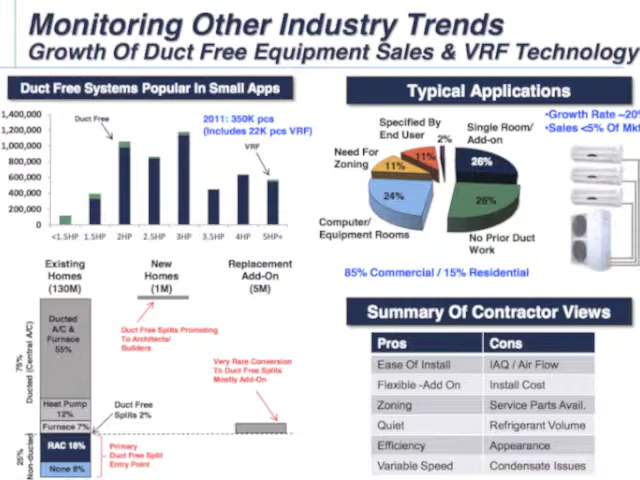 Monitoring Other Industry Trends
Growth Of Duct Free Equipment Sales & VRF Technology
Duct Free Systems Popular In Small Apps
1,400,000
1,200,000
1,000,000
800,000
600,000
400,000
200,000
0
Duct Free
2011: 350K pcs
(Includes 22K pcs VRF)
VRF
<1.5HP 1.5HP 2HP 2.5HP 3HP 3.5HP 4HP 5HP+
Typical Applications
•Growth Rate ~20%
•Sales <5% Of Mkt
Specified By
End User
2%
Single Room/
Add-on
Need For
Zoning
11%
11%
26%
24%
26%
Computer/
Equipment Rooms
No Prior Duct
Work
85% Commercial / 15% Residential
Existing
Homes
(130M)
New
Homes
(1M)
Replacement
Add-On
(5M)
75%
Ducted (Central A/C)
Ducted
A/C &
Furnace
55%
Heat Pump
12%
Furnace 7%
Duct Free Splits Promoting
To Architects/
Builders
Very Rare Conversion
To Duct Free Splits
Mostly Add-On
Duct Free
Splits 2%
25%
Non-ducted
RAC 18%
None 8%
Primary
Duct Free Split
Entry Point
Summary Of Contractor Views
Pros Cons
Ease Of Install IAQ / Air Flow
Flexible -Add On Install Cost
Zoning Service Parts Avail.
Quiet Refrigerant Volume
Efficiency Appearance
Variable Speed Condensate Issues